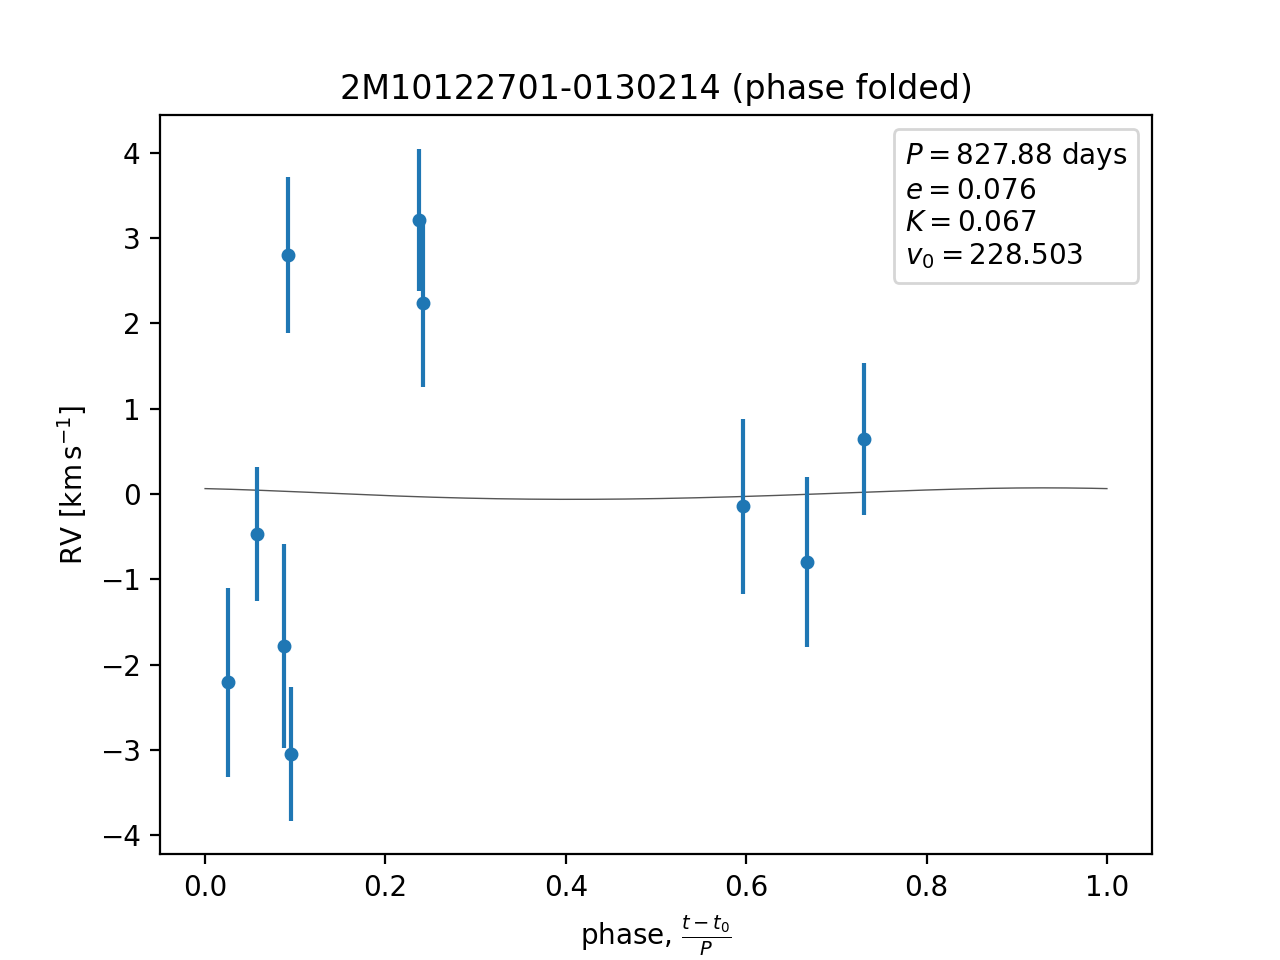 2M10122701-0130214 (phase folded)
P = 827.88 days
e = 0.076
K = 0.067
v₀ = 228.503
RV [km s⁻¹]
4
3
2
1
0
−1
−2
−3
−4
0.0 0.2 0.4 0.6 0.8 1.0
phase, (t − t₀)/P